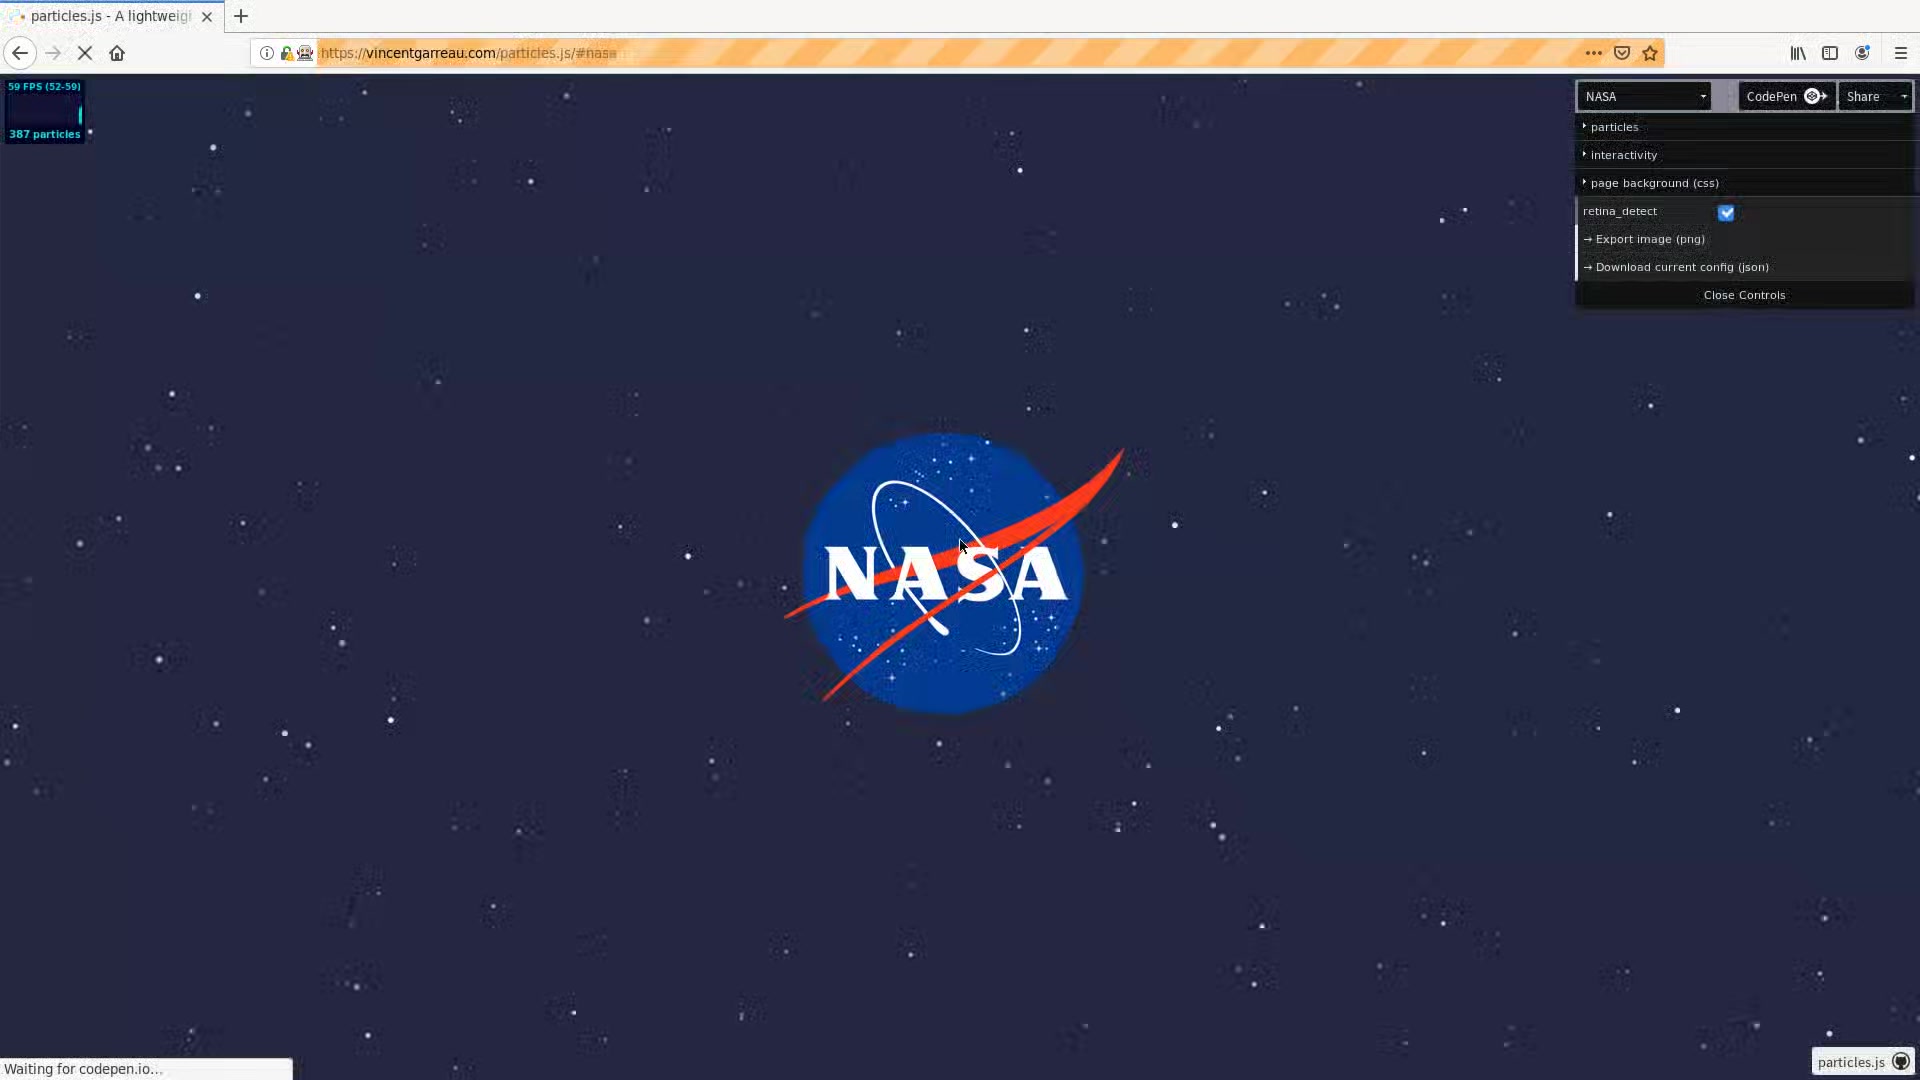 particles.js - A lightweig
https://vincentgarreau.com/particles.js/#nasa
59 FPS (52-59)
387 particles
NASA
CodePen
Share
particles
interactivity
page background (css)
retina_detect
→ Export image (png)
→ Download current config (json)
Close Controls
NASA
Waiting for codepen.io...
particles.js